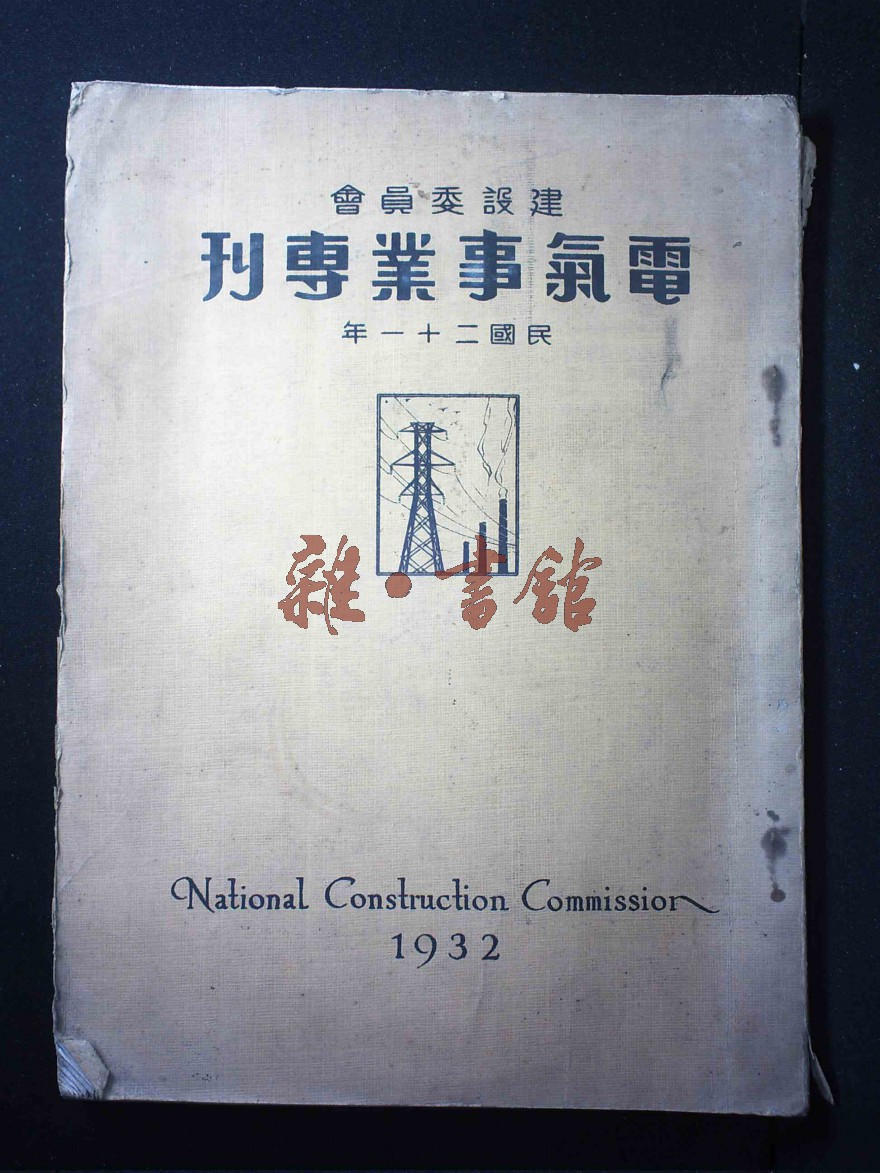 建設委員會
電氣事業專刊
民國二十一年
雜·書館
National Construction Commission
1932